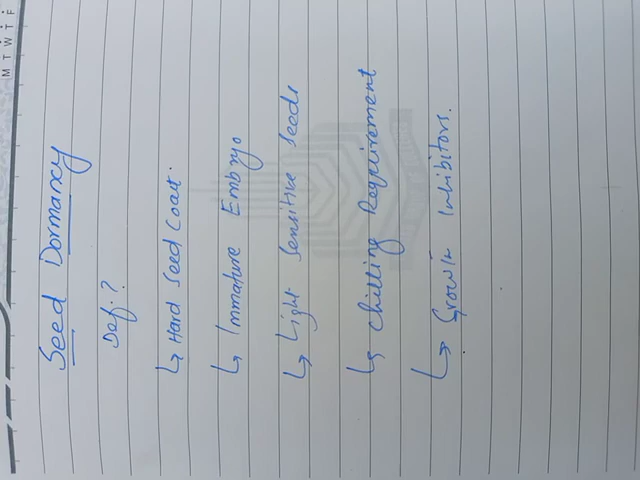 M T W T F
Seed Dormancy
Def.?
↳ Hard Seed Coat.
↳ Immature Embryo
↳ Light Sensitive Seeds
↳ Chilling Requirement
↳ Growth Inhibitors.